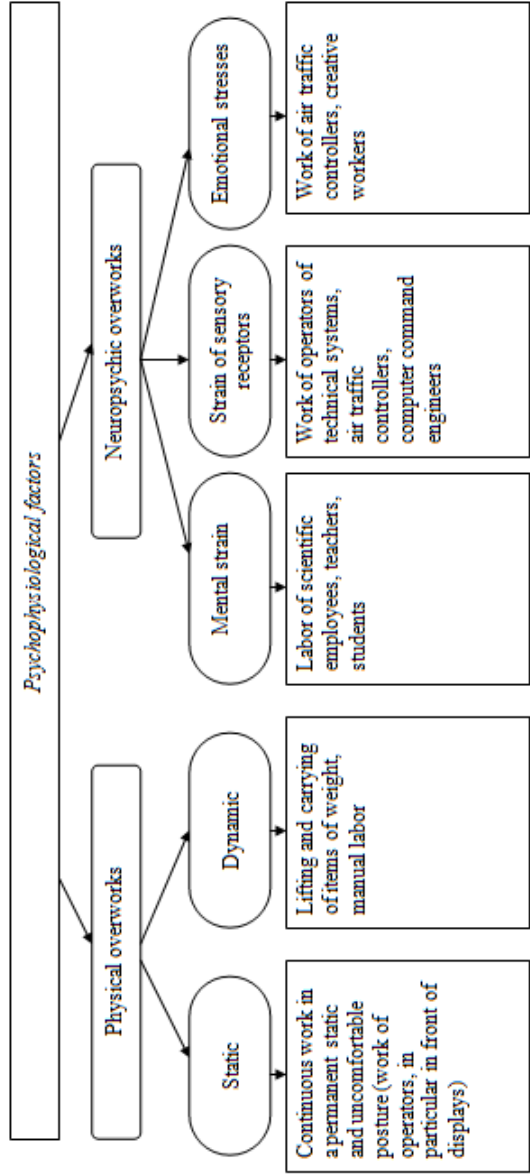 Psychophysiological factors
Physical overworks
Neuropsychic overworks
Static
Dynamic
Mental strain
Strain of sensory
receptors
Emotional stresses
Continuous work in
a permanent static
and uncomfortable
posture (work of
operators, in
particular in front of
displays)
Lifting and carrying
of items of weight,
manual labor
Labor of scientific
employees, teachers,
students
Work of operators of
technical systems,
air traffic
controllers,
computer command
engineers
Work of air traffic
controllers, creative
workers